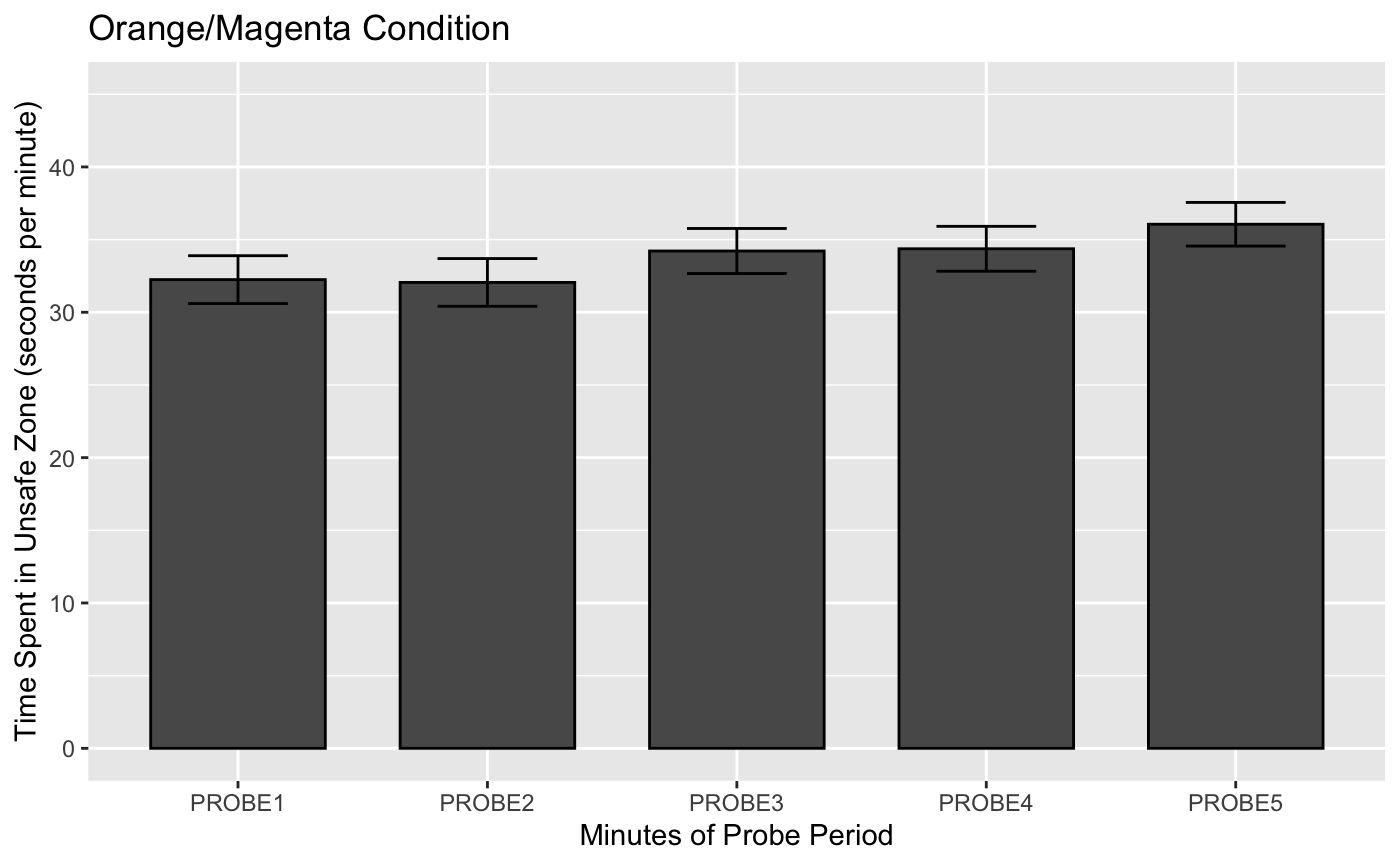 Orange/Magenta Condition
Time Spent in Unsafe Zone (seconds per minute)
40
30
20
10
0
PROBE1 PROBE2 PROBE3 PROBE4 PROBE5
Minutes of Probe Period